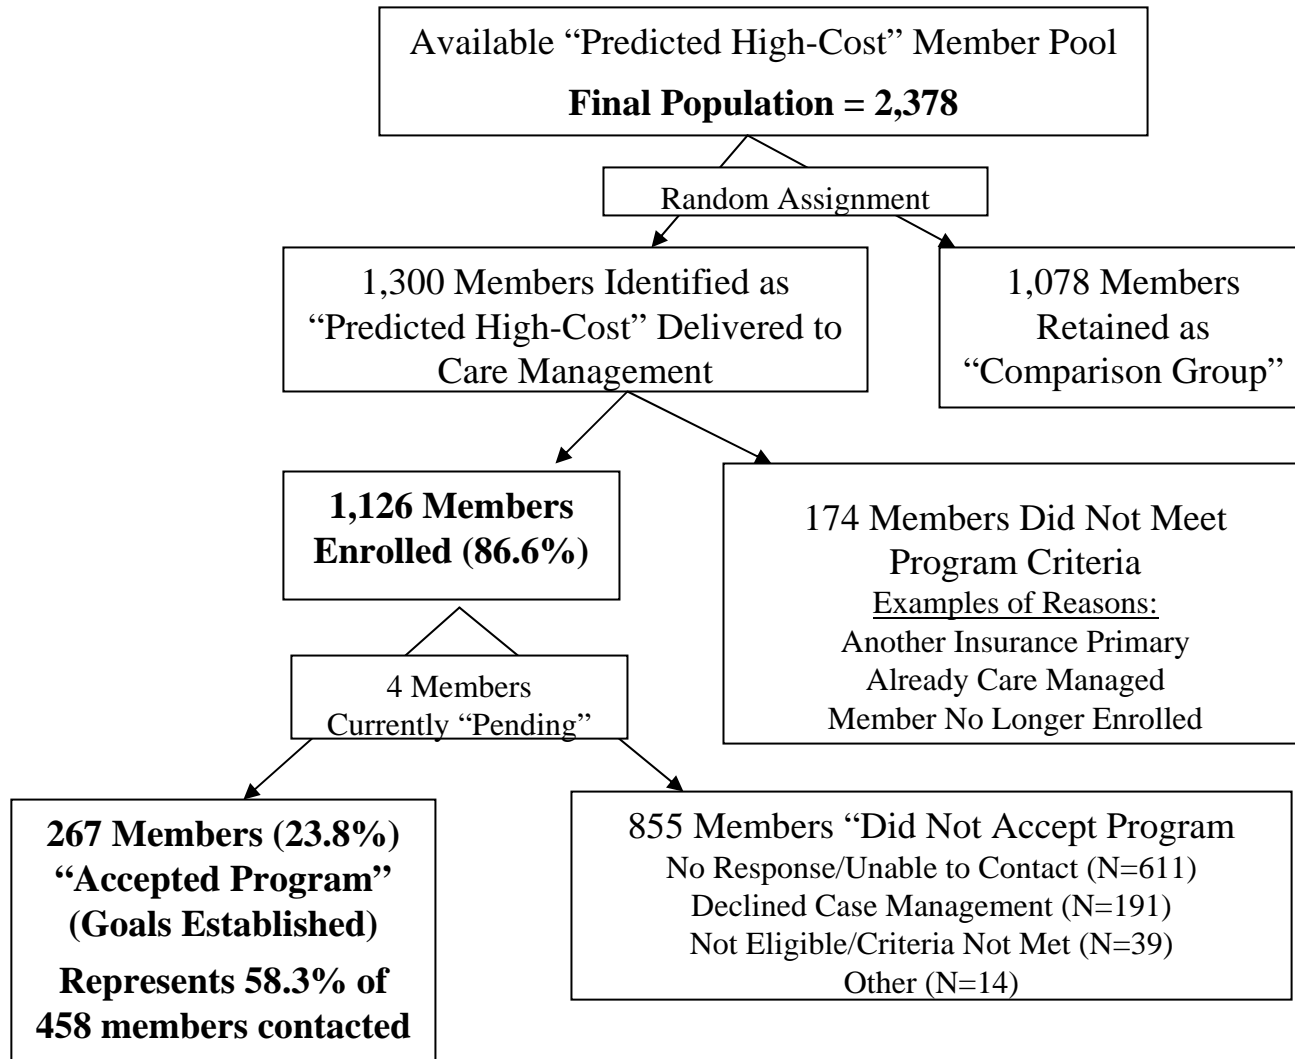 Available “Predicted High-Cost” Member Pool
Final Population = 2,378
Random Assignment
1,300 Members Identified as
“Predicted High-Cost” Delivered to
Care Management
1,078 Members
Retained as
“Comparison Group”
1,126 Members
Enrolled (86.6%)
174 Members Did Not Meet
Program Criteria
Examples of Reasons:
Another Insurance Primary
Already Care Managed
Member No Longer Enrolled
4 Members
Currently “Pending”
267 Members (23.8%)
“Accepted Program”
(Goals Established)
Represents 58.3% of
458 members contacted
855 Members “Did Not Accept Program
No Response/Unable to Contact (N=611)
Declined Case Management (N=191)
Not Eligible/Criteria Not Met (N=39)
Other (N=14)